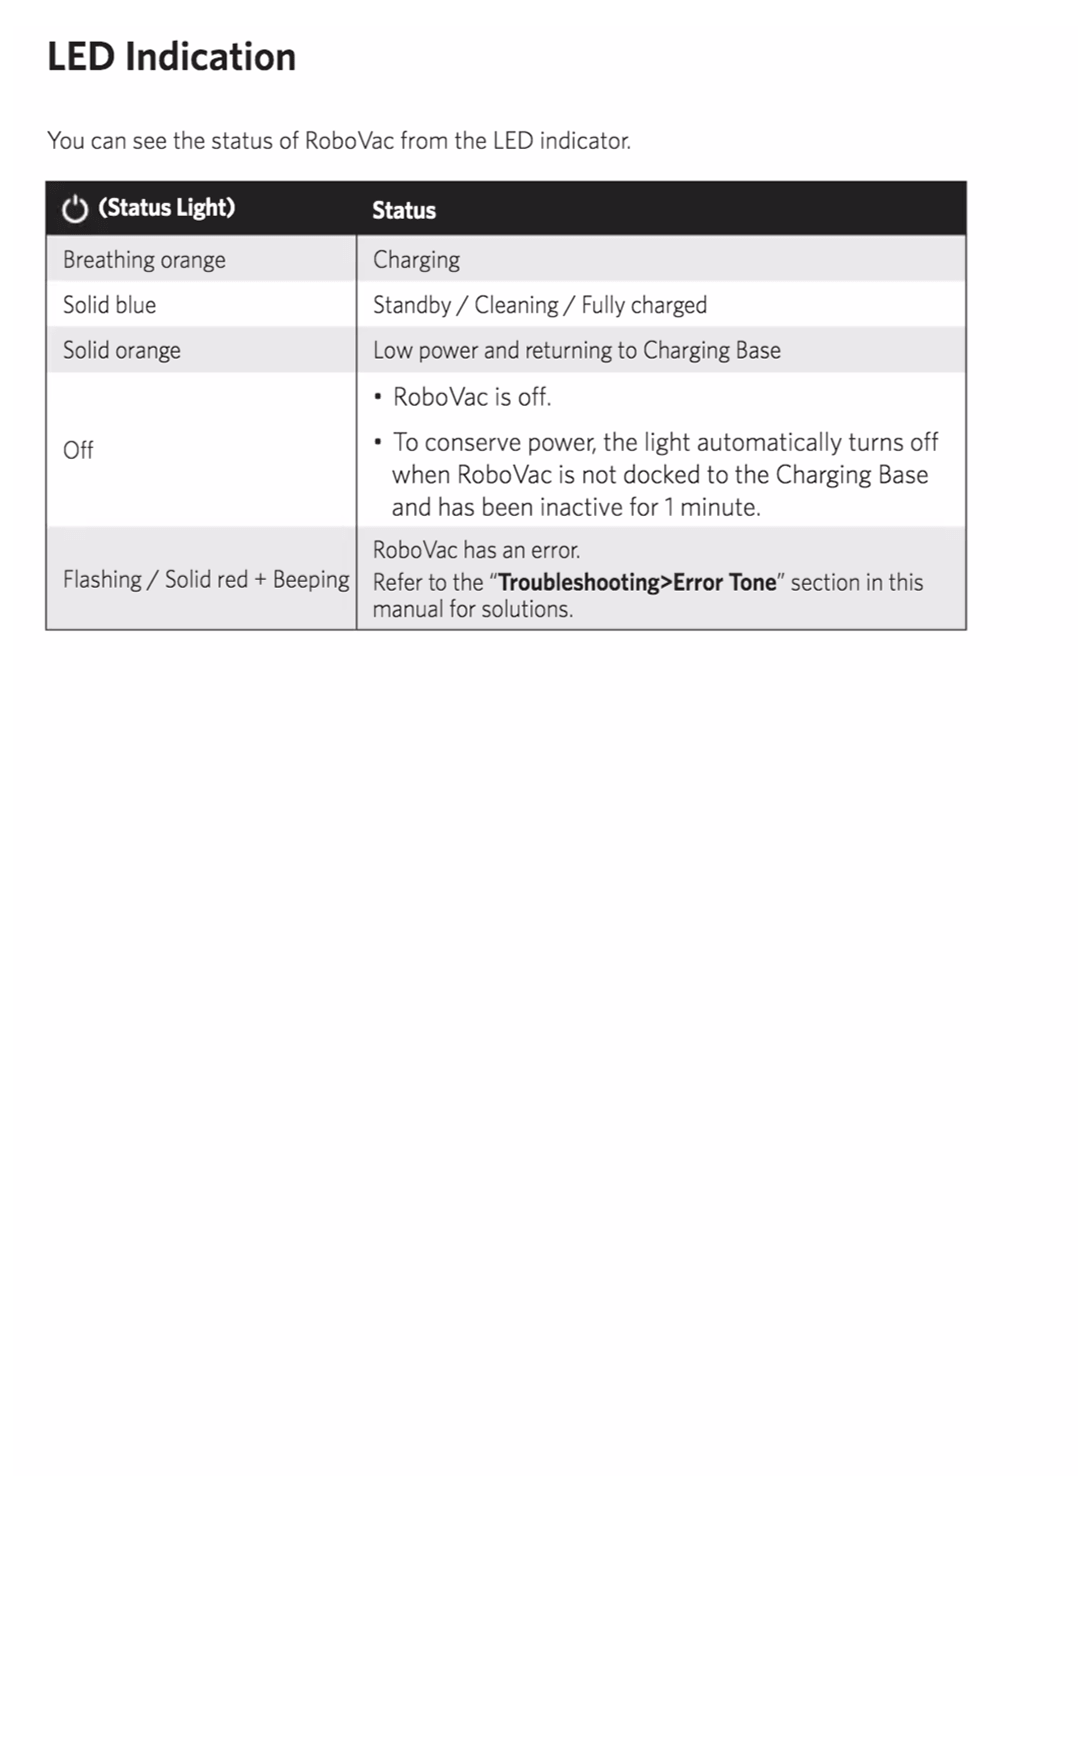 LED Indication
You can see the status of RoboVac from the LED indicator.
(Status Light) Status
Breathing orange Charging
Solid blue Standby / Cleaning / Fully charged
Solid orange Low power and returning to Charging Base
Off
• RoboVac is off.
• To conserve power, the light automatically turns off
when RoboVac is not docked to the Charging Base
and has been inactive for 1 minute.
Flashing / Solid red + Beeping
RoboVac has an error.
Refer to the “Troubleshooting>Error Tone” section in this
manual for solutions.